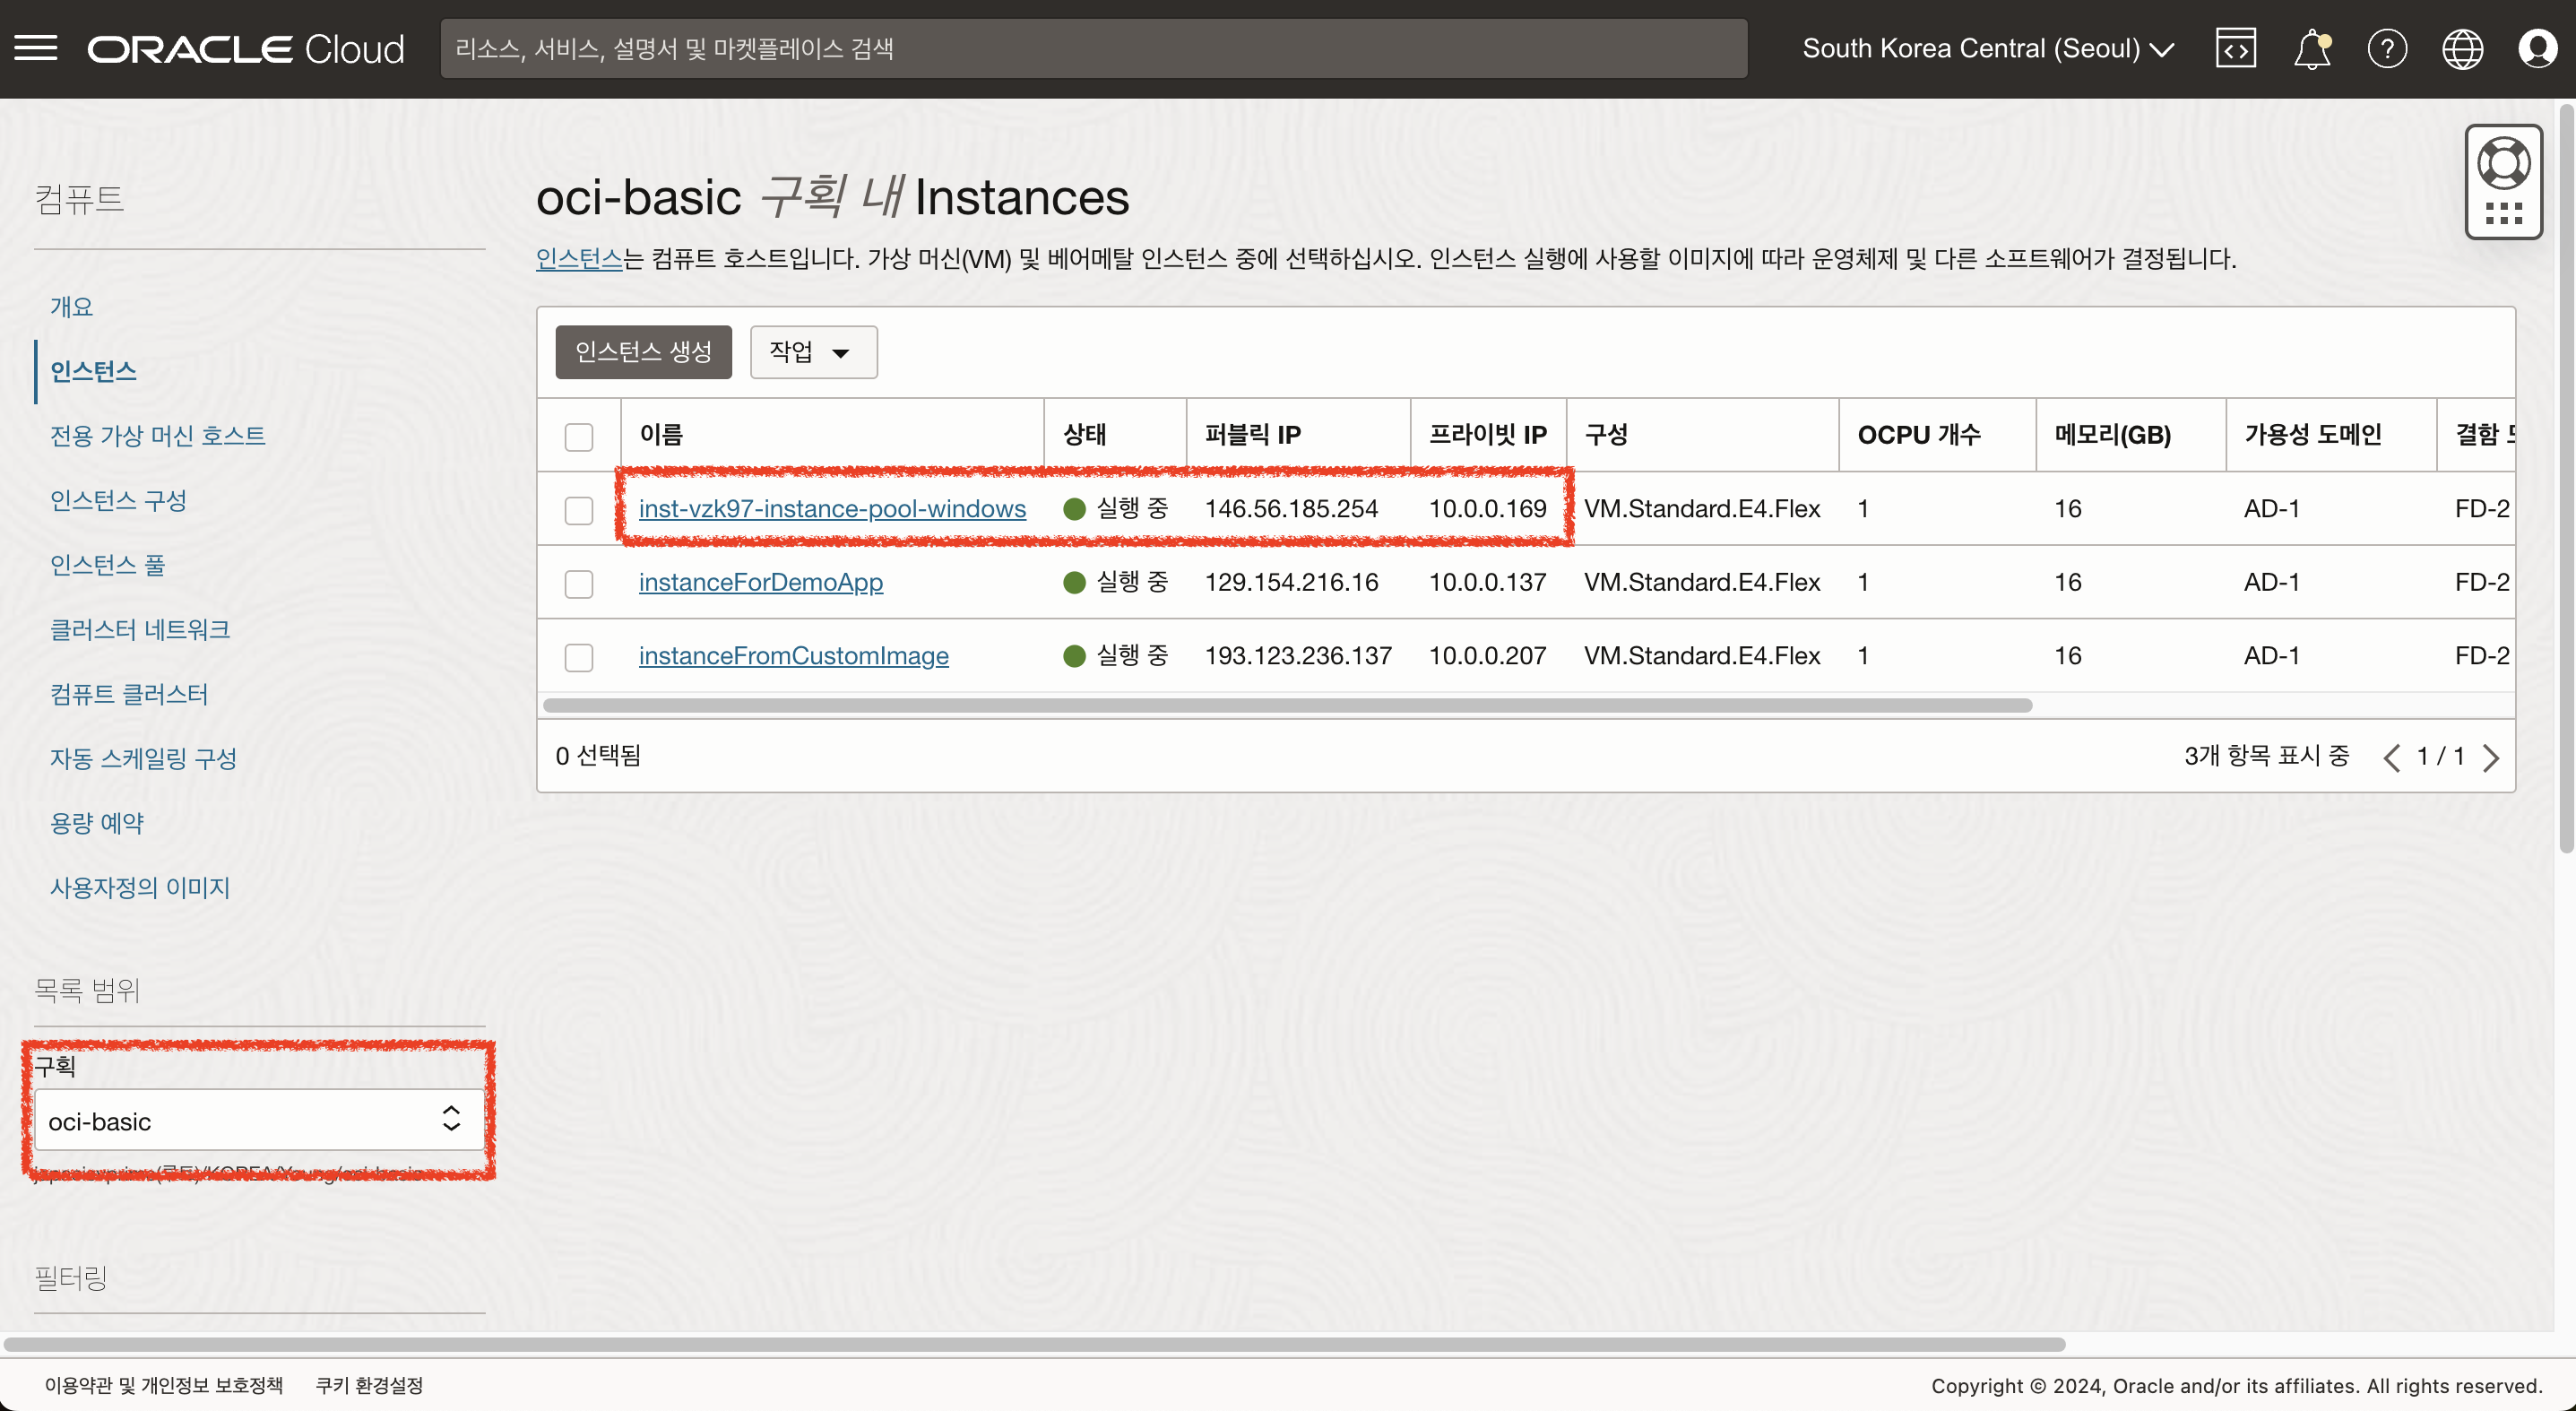 ORACLE Cloud
리소스, 서비스, 설명서 및 마켓플레이스 검색
South Korea Central (Seoul)
컴퓨트
개요
인스턴스
전용 가상 머신 호스트
인스턴스 구성
인스턴스 풀
클러스터 네트워크
컴퓨트 클러스터
자동 스케일링 구성
용량 예약
사용자정의 이미지
목록 범위
구획
oci-basic
필터링
oci-basic 구획 내 Instances
인스턴스는 컴퓨트 호스트입니다. 가상 머신(VM) 및 베어메탈 인스턴스 중에 선택하십시오. 인스턴스 실행에 사용할 이미지에 따라 운영체제 및 다른 소프트웨어가 결정됩니다.
인스턴스 생성 작업
이름 상태 퍼블릭 IP 프라이빗 IP 구성 OCPU 개수 메모리(GB) 가용성 도메인 결함
inst-vzk97-instance-pool-windows 실행 중 146.56.185.254 10.0.0.169 VM.Standard.E4.Flex 1 16 AD-1 FD-2
instanceForDemoApp 실행 중 129.154.216.16 10.0.0.137 VM.Standard.E4.Flex 1 16 AD-1 FD-2
instanceFromCustomImage 실행 중 193.123.236.137 10.0.0.207 VM.Standard.E4.Flex 1 16 AD-1 FD-2
0 선택됨 3개 항목 표시 중 1 / 1
이용약관 및 개인정보 보호정책 쿠키 환경설정 Copyright © 2024, Oracle and/or its affiliates. All rights reserved.